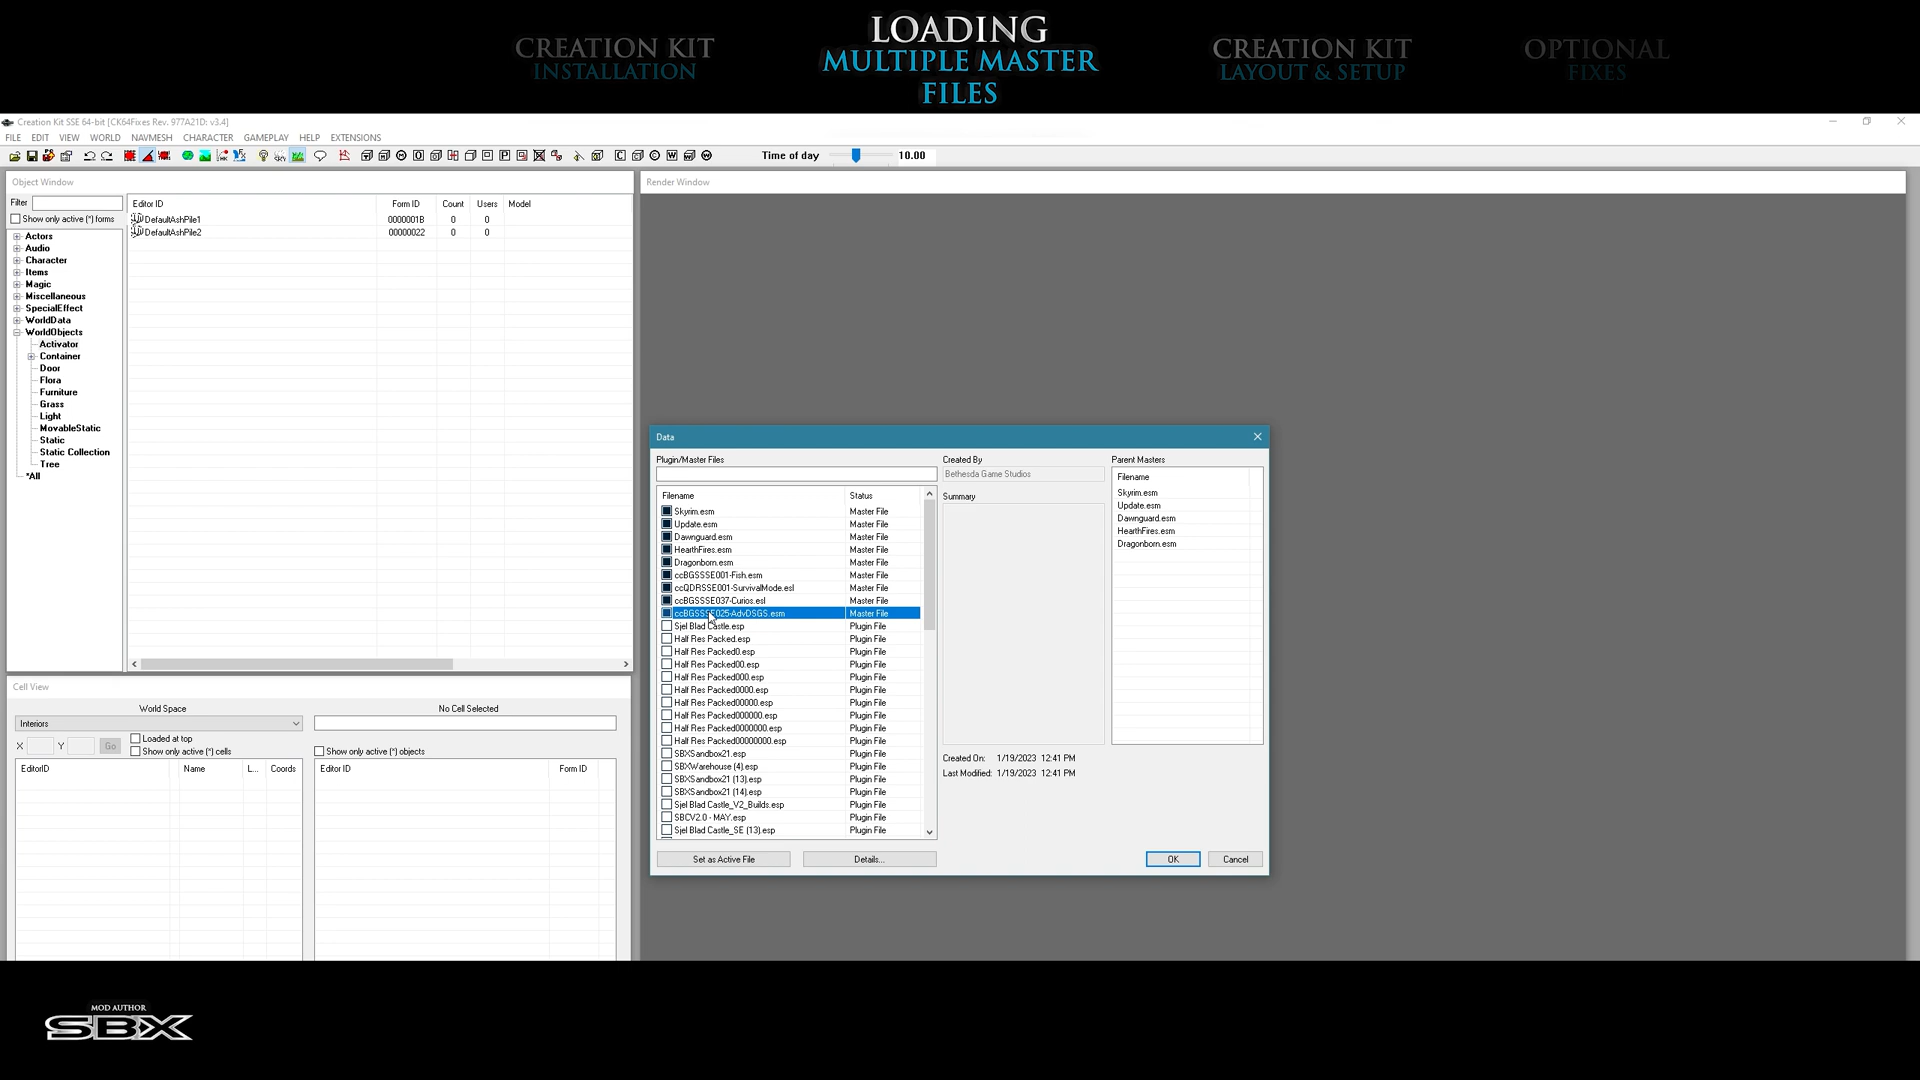 CREATION KIT
INSTALLATION
LOADING
MULTIPLE MASTER
FILES
CREATION KIT
LAYOUT & SETUP
OPTIONAL
FIXES
Creation Kit SSE 64-bit [CK64Fixes Rev. 977A21D: v3.4]
FILE EDIT VIEW WORLD NAVMESH CHARACTER GAMEPLAY HELP EXTENSIONS
Time of day 10.00
Object Window
Filter
Show only active (*) forms
Actors
Audio
Character
Items
Magic
Miscellaneous
SpecialEffect
WorldData
WorldObjects
Activator
Container
Door
Flora
Furniture
Grass
Light
MovableStatic
Static
Static Collection
Tree
*All
Editor ID Form ID Count Users Model
DefaultAshPile1 0000001B 0 0
DefaultAshPile2 00000022 0 0
Render Window
Cell View
World Space
Interiors
X Y Go
Loaded at top
Show only active (*) cells
EditorID Name L... Coords
No Cell Selected
Show only active (*) objects
Editor ID Form ID
Data
Plugin/Master Files
Filename Status
Skyrim.esm Master File
Update.esm Master File
Dawnguard.esm Master File
HearthFires.esm Master File
Dragonborn.esm Master File
ccBGSSSE001-Fish.esm Master File
ccQDRSSE001-SurvivalMode.esl Master File
ccBGSSSE037-Curios.esl Master File
ccBGSSSE025-AdvDSGS.esm Master File
Sjel Blad Castle.esp Plugin File
Half Res Packed.esp Plugin File
Half Res Packed0.esp Plugin File
Half Res Packed00.esp Plugin File
Half Res Packed000.esp Plugin File
Half Res Packed0000.esp Plugin File
Half Res Packed00000.esp Plugin File
Half Res Packed000000.esp Plugin File
Half Res Packed0000000.esp Plugin File
Half Res Packed00000000.esp Plugin File
SBXSandbox21.esp Plugin File
SBXWarehouse (4).esp Plugin File
SBXSandbox21 (13).esp Plugin File
SBXSandbox21 (14).esp Plugin File
Sjel Blad Castle_V2_Builds.esp Plugin File
SBCV2.0 - MAY.esp Plugin File
Sjel Blad Castle_SE (13).esp Plugin File
Set as Active File Details...
Created By
Bethesda Game Studios
Summary
Created On: 1/19/2023 12:41 PM
Last Modified: 1/19/2023 12:41 PM
Parent Masters
Filename
Skyrim.esm
Update.esm
Dawnguard.esm
HearthFires.esm
Dragonborn.esm
OK Cancel
MOD AUTHOR
SBX